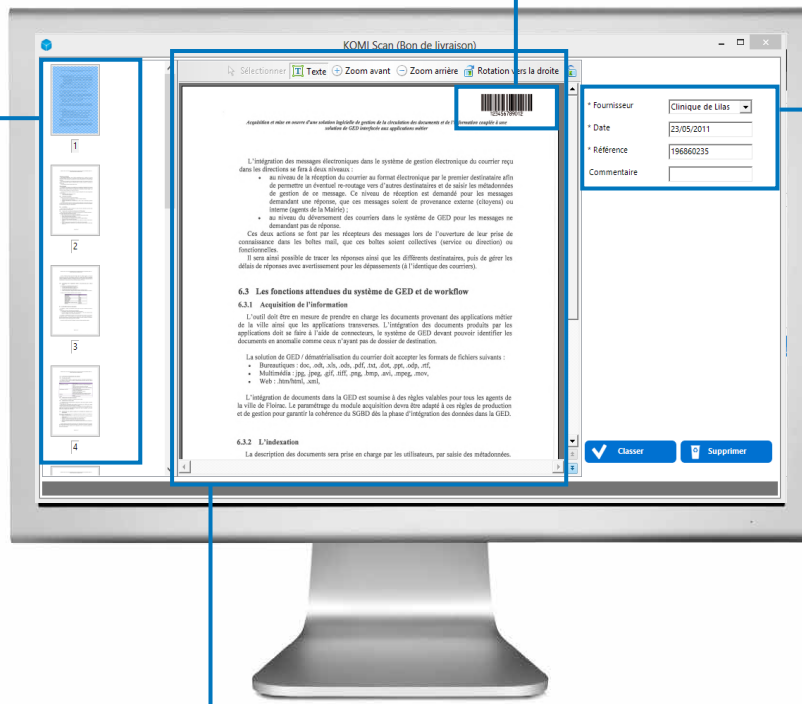 KOMI Scan (Bon de livraison)
Sélectionner Texte Zoom avant Zoom arrière Rotation vers la droite
1
2
3
4
123456789012
Acquisition et mise en oeuvre d'une solution logicielle de gestion de la circulation des documents et de l'information couplée à une
solution de GED interfacée aux applications métier
L'intégration des messages électroniques dans le système de gestion électronique du courrier reçu
dans les directions se fera à deux niveaux :
• au niveau de la réception du courrier au format électronique par le premier destinataire afin
de permettre un éventuel re-routage vers d'autres destinataires et de saisir les métadonnées
de gestion de ce message. Ce niveau de réception est demandé pour les messages
demandant une réponse, que ces messages soient de provenance externe (citoyens) ou
interne (agents de la Mairie) ;
• au niveau du déversement des courriers dans le système de GED pour les messages ne
demandant pas de réponse.
Ces deux actions se font par les récepteurs des messages lors de l'ouverture de leur prise de
connaissance dans les boîtes mail, que ces boîtes soient collectives (service ou direction) ou
fonctionnelles.
Il sera ainsi possible de tracer les réponses ainsi que les différents destinataires, puis de gérer les
délais de réponses avec avertissement pour les dépassements (à l'identique des courriers).
6.3 Les fonctions attendues du système de GED et de workflow
6.3.1 Acquisition de l'information
L'outil doit être en mesure de prendre en charge les documents provenant des applications métier
de la ville ainsi que les applications transverses. L'intégration des documents produits par les
applications doit se faire à l'aide de connecteurs, le système de GED devant pouvoir identifier les
documents en anomalie comme ceux n'ayant pas de dossier de destination.
La solution de GED / dématérialisation du courrier doit accepter les formats de fichiers suivants :
• Bureautiques : doc, .odt, .xls, .ods, .pdf, .txt, .dot, .ppt, .odp, .rtf,
• Multimédia : jpg, jpeg, .gif, .tiff, .png, .bmp, .avi, .mpeg, .mov,
• Web : .htm/html, .xml,
L'intégration de documents dans la GED est soumise à des règles valables pour tous les agents de
la ville de Floirac. Le paramétrage du module acquisition devra être adapté à ces règles de production
et de gestion pour garantir la cohérence du SGBD dès la phase d'intégration des données dans la GED.
6.3.2 L'indexation
La description des documents sera prise en charge par les utilisateurs, par saisie des métadonnées.
* Fournisseur Clinique de Lilas
* Date 23/05/2011
* Référence 196860235
Commentaire
Classer Supprimer